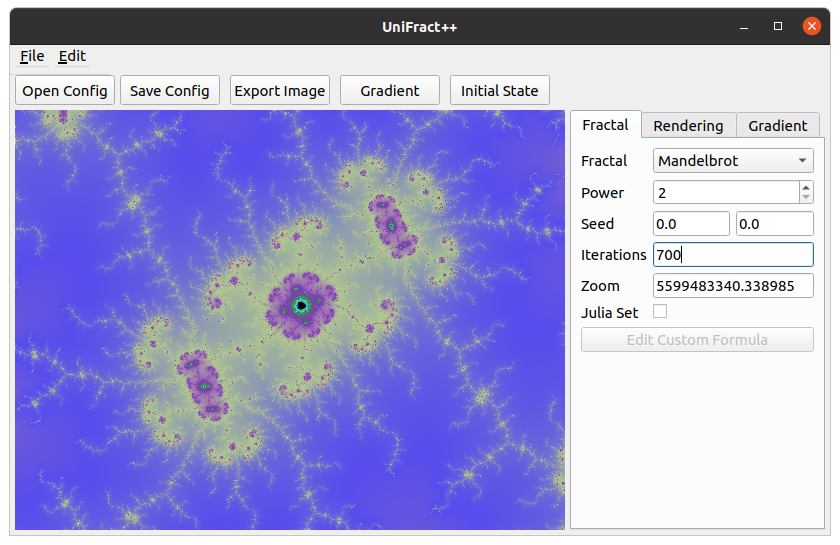 UniFract++
File Edit
Open Config Save Config Export Image Gradient Initial State
Fractal Rendering Gradient
Fractal Mandelbrot
Power 2
Seed 0.0 0.0
Iterations 700
Zoom 5599483340.338985
Julia Set
Edit Custom Formula